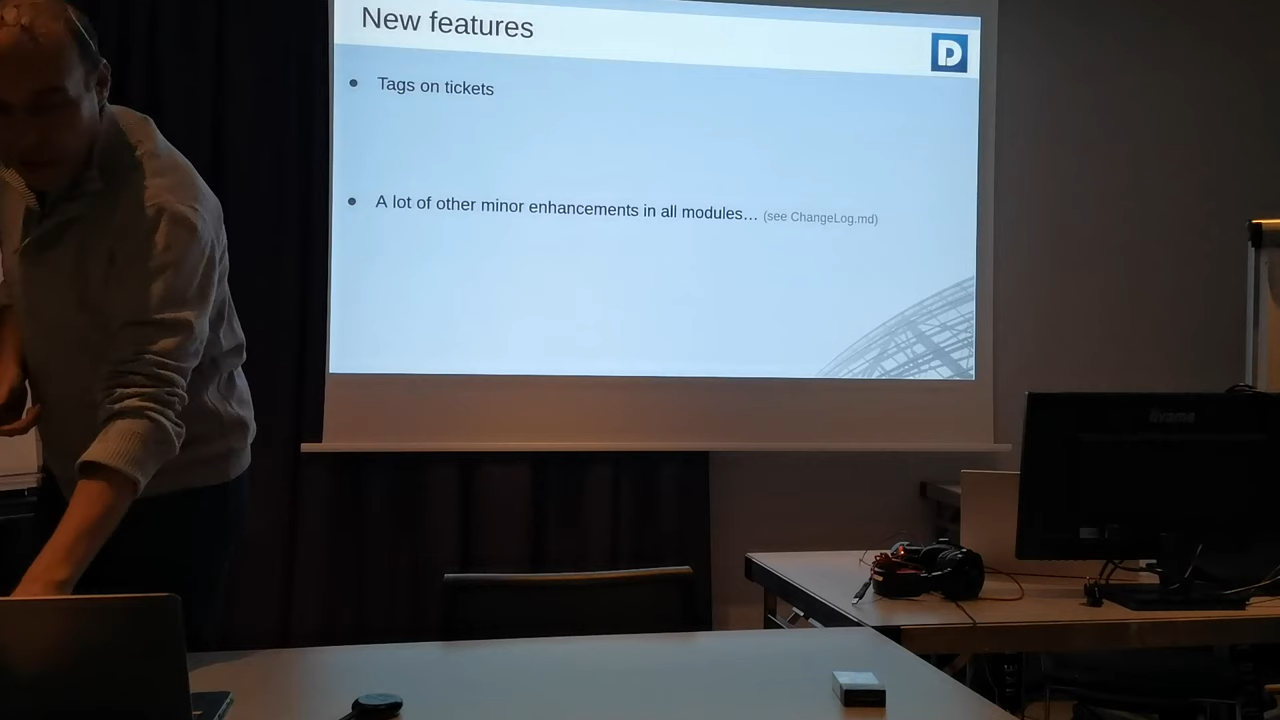 New features
D
Tags on tickets
A lot of other minor enhancements in all modules… (see ChangeLog.md)
iiyama